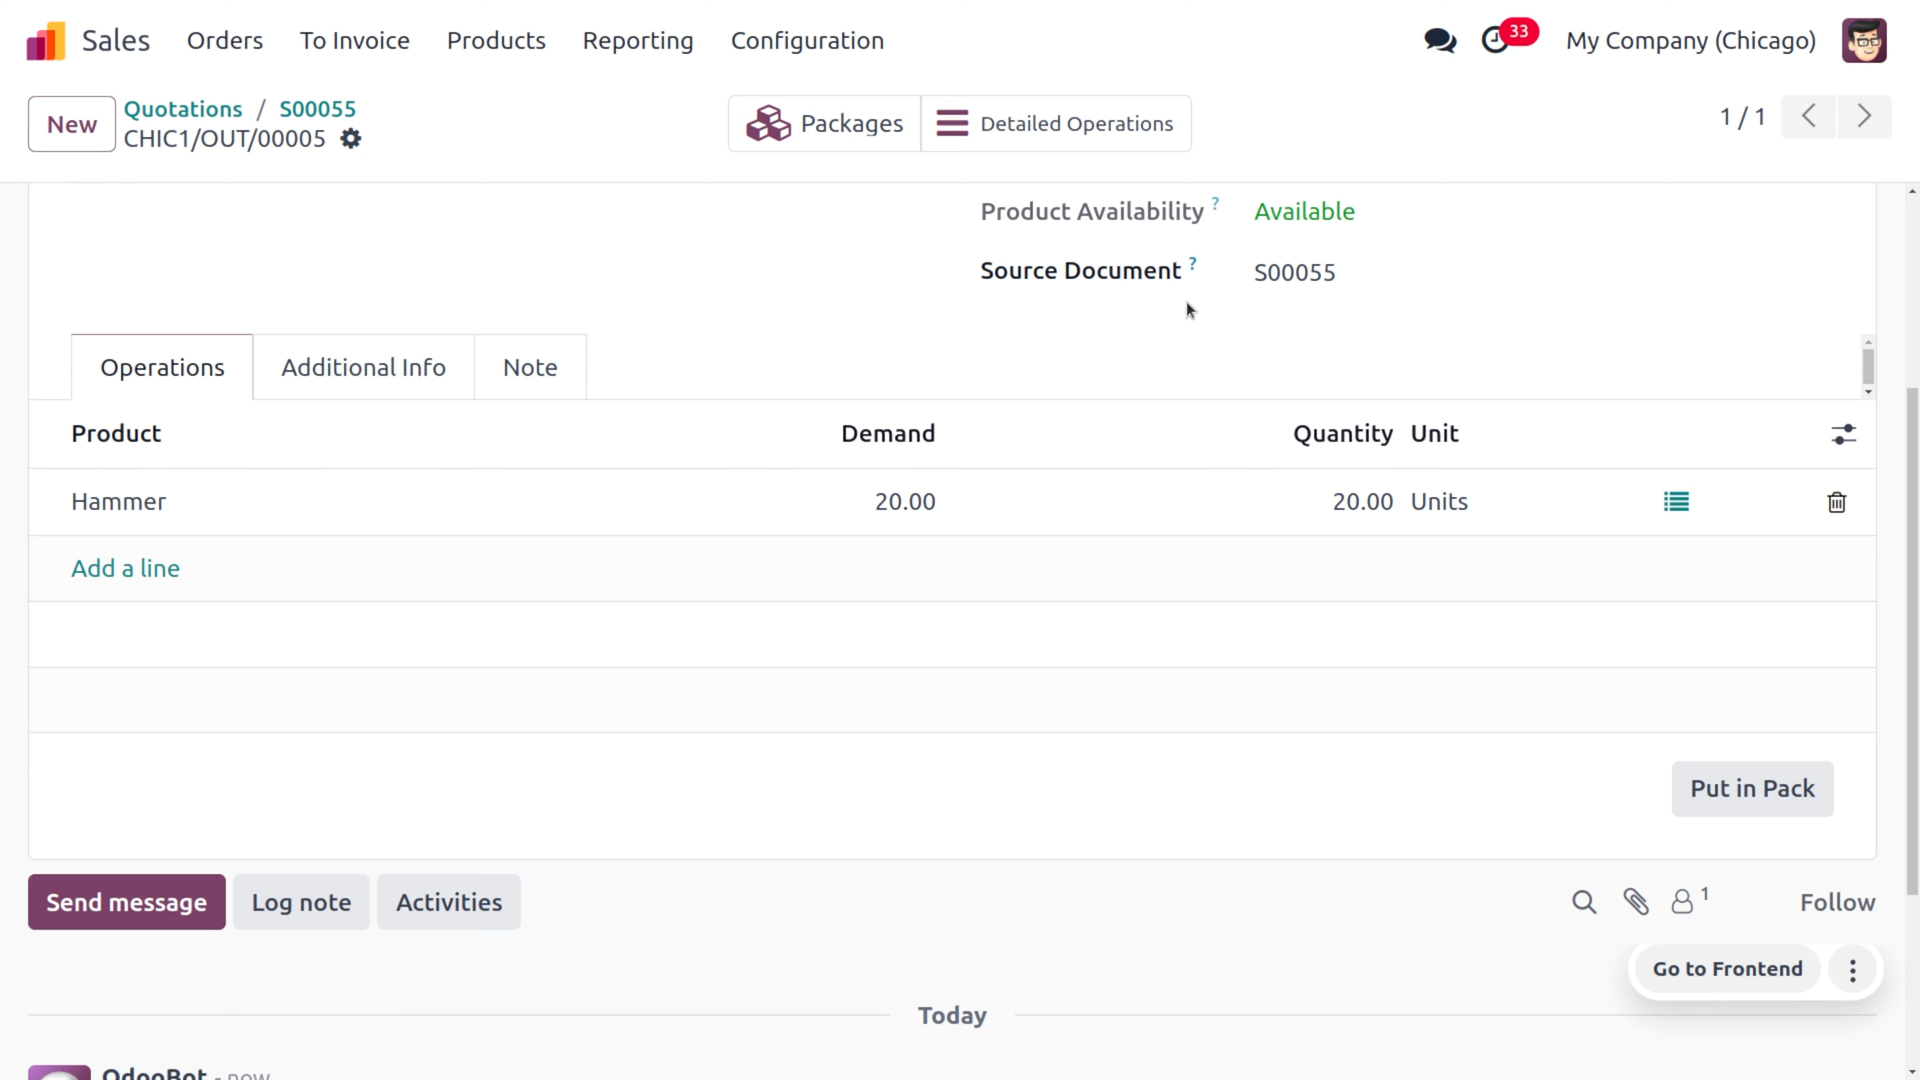 Sales Orders To Invoice Products Reporting Configuration 33 My Company (Chicago)
New Quotations / S00055 Packages Detailed Operations 1 / 1
CHIC1/OUT/00005
Product Availability ? Available
Source Document ? S00055
Operations Additional Info Note
Product Demand Quantity Unit
Hammer 20.00 20.00 Units
Add a line
Put in Pack
Send message Log note Activities 1 Follow
Go to Frontend
Today
OdooBot - now